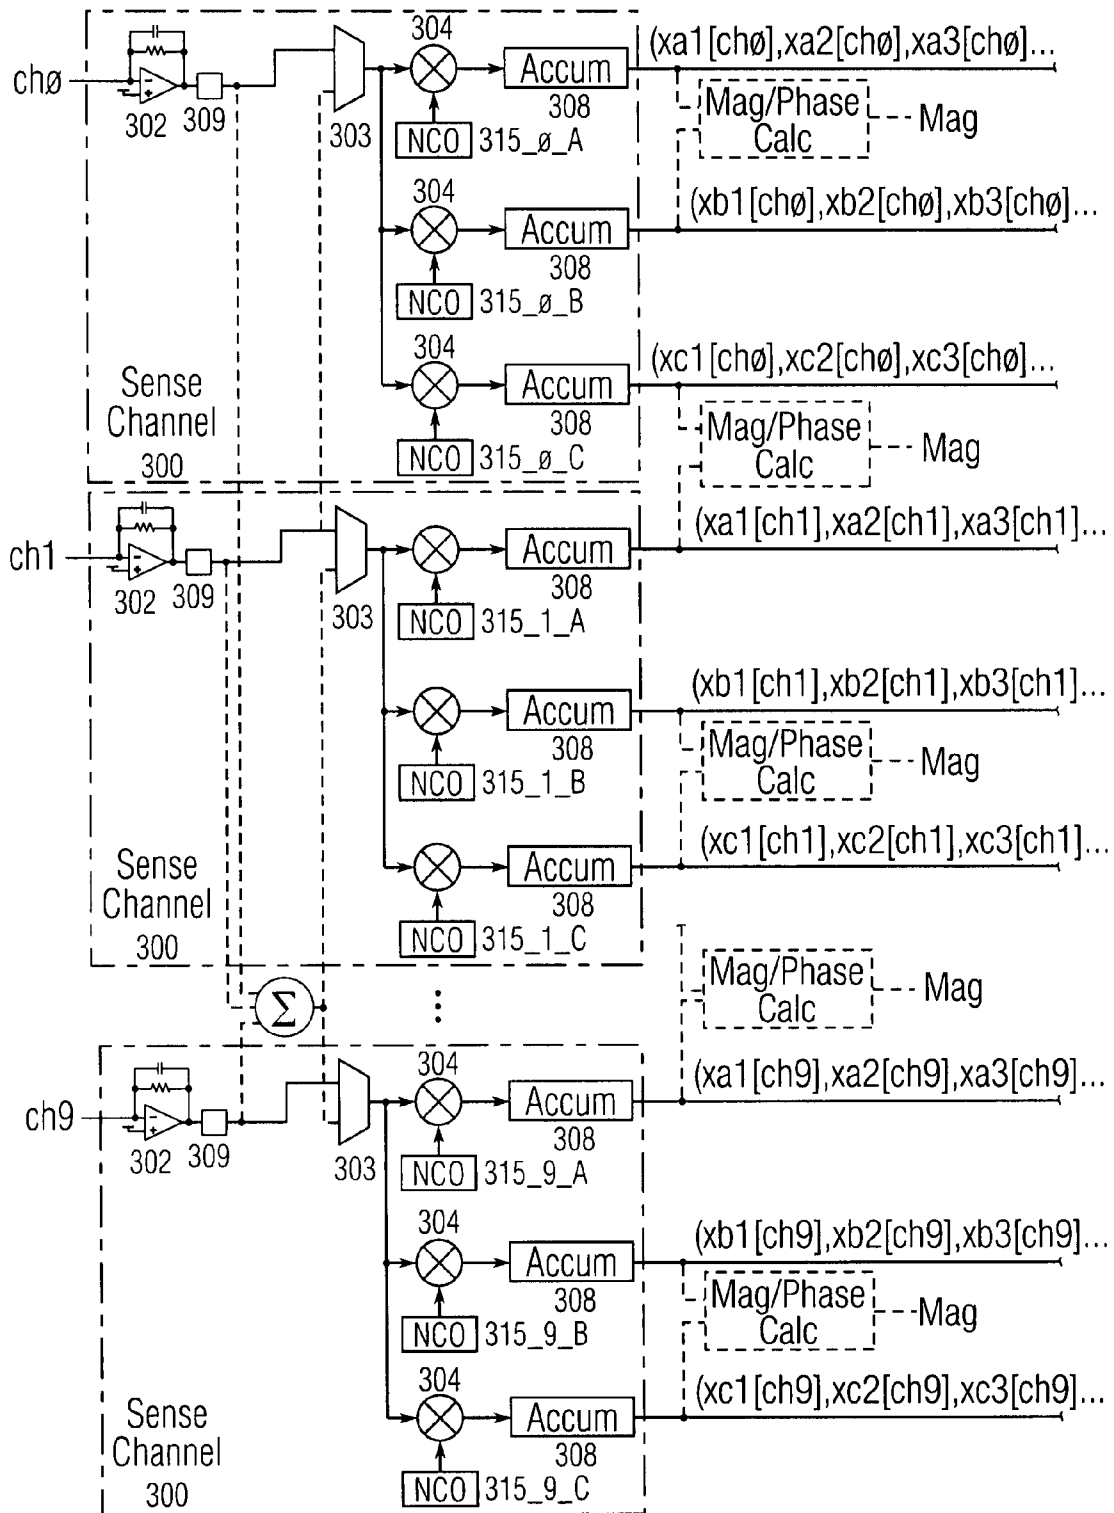 304
(xa1[chø],xa2[chø],xa3[chø]...
chø
Accum
302
309
303
308
Mag/Phase
Calc
Mag
NCO
315_ø_A
304
(xb1[chø],xb2[chø],xb3[chø]...
Accum
308
NCO
315_ø_B
304
(xc1[chø],xc2[chø],xc3[chø]...
Accum
308
Sense
Channel
300
Mag/Phase
Calc
Mag
NCO
315_ø_C
(xa1[ch1],xa2[ch1],xa3[ch1]...
ch1
Accum
302
309
303
308
NCO
315_1_A
(xb1[ch1],xb2[ch1],xb3[ch1]...
Accum
308
Mag/Phase
Calc
Mag
NCO
315_1_B
(xc1[ch1],xc2[ch1],xc3[ch1]...
Accum
308
Sense
Channel
300
NCO
315_1_C
Mag/Phase
Calc
Mag
Σ
304
(xa1[ch9],xa2[ch9],xa3[ch9]...
ch9
Accum
302
309
303
308
NCO
315_9_A
304
(xb1[ch9],xb2[ch9],xb3[ch9]...
Accum
308
Mag/Phase
Calc
Mag
NCO
315_9_B
304
(xc1[ch9],xc2[ch9],xc3[ch9]...
Accum
308
Sense
Channel
300
NCO
315_9_C